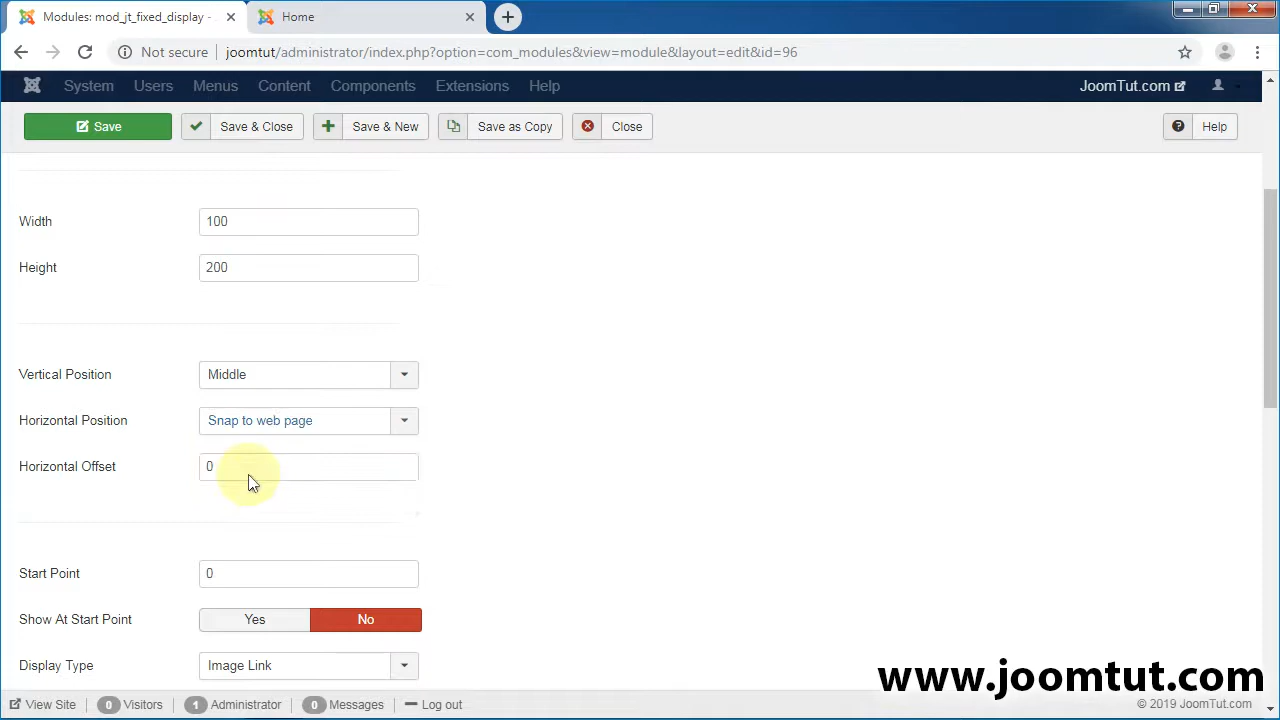 Modules: mod_jt_fixed_display -
Home
Not secure
joomtut/administrator/index.php?option=com_modules&view=module&layout=edit&id=96
System Users Menus Content Components Extensions Help
JoomTut.com
Save
Save & Close
Save & New
Save as Copy
Close
Help
Width 100
Height 200
Vertical Position Middle
Horizontal Position Snap to web page
Horizontal Offset 0
Start Point 0
Show At Start Point Yes No
Display Type Image Link
www.joomtut.com
View Site 0 Visitors 1 Administrator 0 Messages Log out
© 2019 JoomTut.com